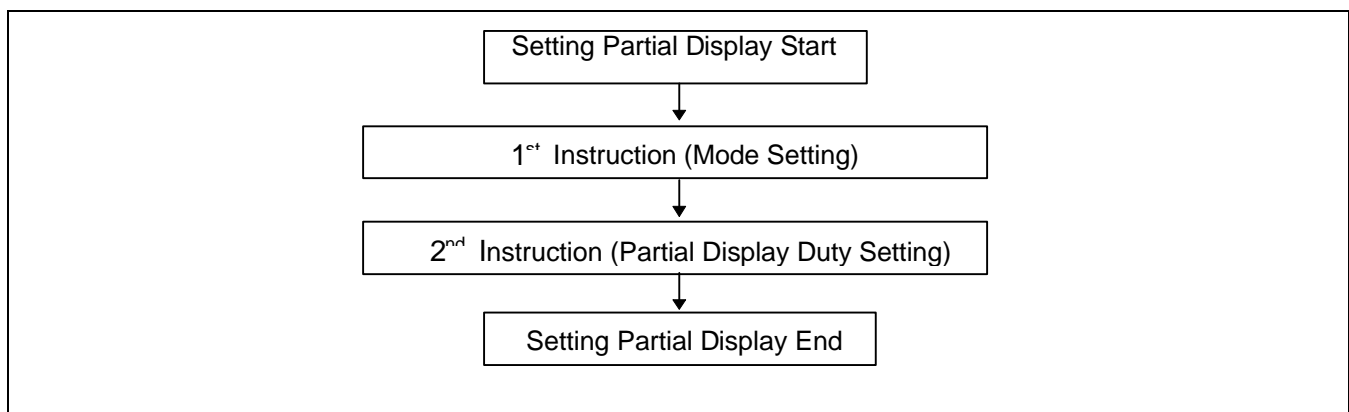 Setting Partial Display Start
1st Instruction (Mode Setting)
2nd Instruction (Partial Display Duty Setting)
Setting Partial Display End